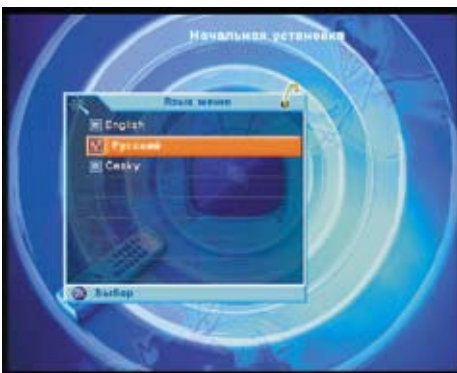 Начальная установка
Язык меню
English
Русский
Cesky
Выбор